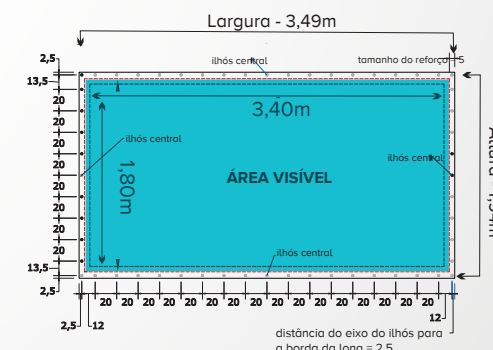 Largura - 3,49m
ilhós central
tamanho do reforço - 5
2,5
13,5
20
20
20
20
20
20
20
20
13,5
2,5
3,40m
ilhós central
ilhós central
1,80m
ÁREA VISÍVEL
ilhós central
20 20 20 20 20 20 20 20 20 20 20 20 20 20 20
2,5
12
12
distância do eixo do ilhós para
a borda da lona = 2,5